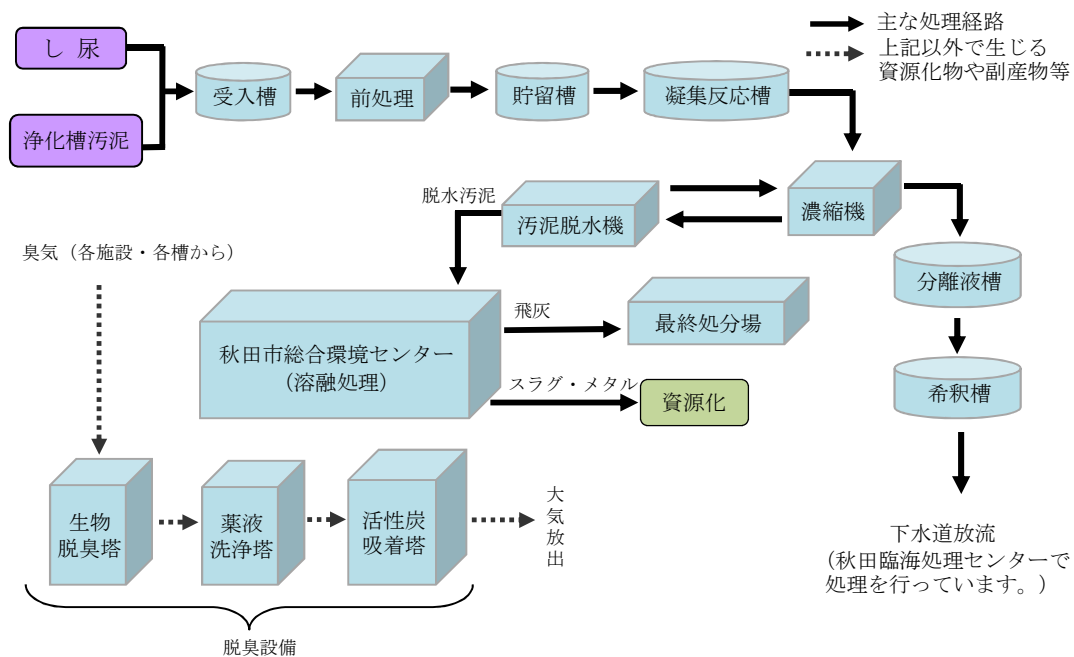 し 尿
浄化槽汚泥
受入槽
前処理
貯留槽
凝集反応槽
主な処理経路
上記以外で生じる
資源化物や副産物等
濃縮機
汚泥脱水機
脱水汚泥
分離液槽
希釈槽
下水道放流
(秋田臨海処理センターで
処理を行っています。)
秋田市総合環境センター
(溶融処理)
飛灰
最終処分場
スラグ・メタル
資源化
臭気(各施設・各槽から)
生物
脱臭塔
薬液
洗浄塔
活性炭
吸着塔
大気放出
脱臭設備